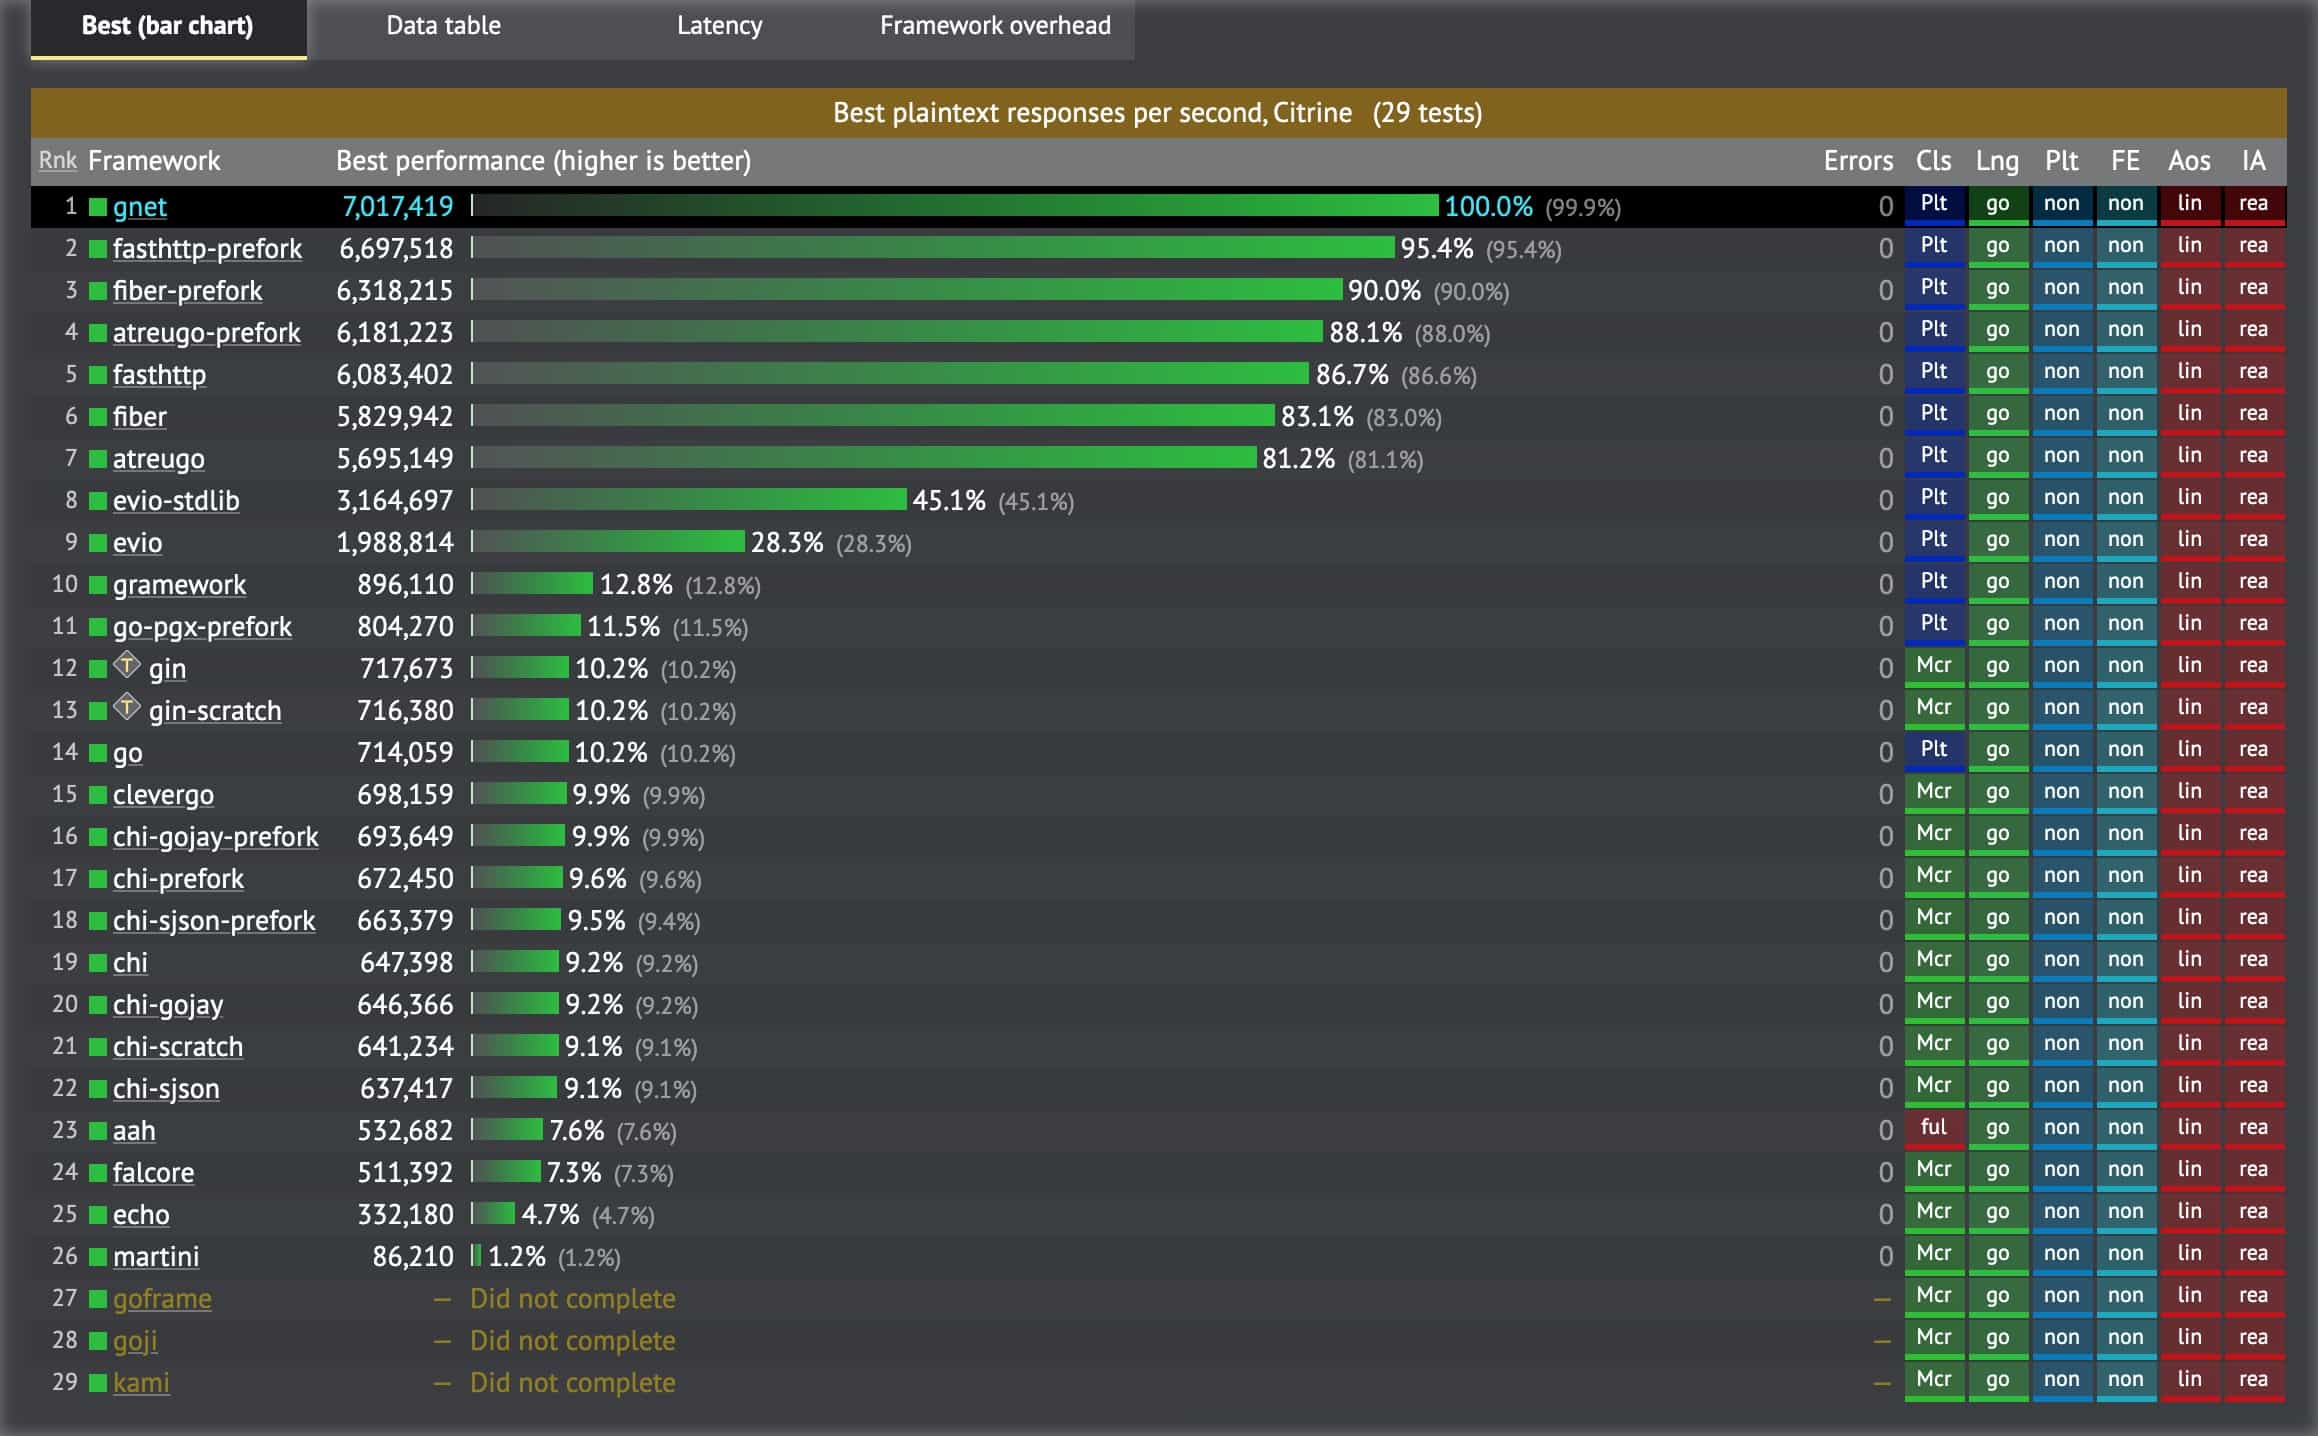 Best (bar chart) Data table Latency Framework overhead
Best plaintext responses per second, Citrine (29 tests)
Rnk Framework Best performance (higher is better) Errors Cls Lng Plt FE Aos IA
1 gnet 7,017,419 100.0% (99.9%) 0 Plt go non non lin rea
2 fasthttp-prefork 6,697,518 95.4% (95.4%) 0 Plt go non non lin rea
3 fiber-prefork 6,318,215 90.0% (90.0%) 0 Plt go non non lin rea
4 atreugo-prefork 6,181,223 88.1% (88.0%) 0 Plt go non non lin rea
5 fasthttp 6,083,402 86.7% (86.6%) 0 Plt go non non lin rea
6 fiber 5,829,942 83.1% (83.0%) 0 Plt go non non lin rea
7 atreugo 5,695,149 81.2% (81.1%) 0 Plt go non non lin rea
8 evio-stdlib 3,164,697 45.1% (45.1%) 0 Plt go non non lin rea
9 evio 1,988,814 28.3% (28.3%) 0 Plt go non non lin rea
10 gramework 896,110 12.8% (12.8%) 0 Plt go non non lin rea
11 go-pgx-prefork 804,270 11.5% (11.5%) 0 Plt go non non lin rea
12 T gin 717,673 10.2% (10.2%) 0 Mcr go non non lin rea
13 T gin-scratch 716,380 10.2% (10.2%) 0 Mcr go non non lin rea
14 go 714,059 10.2% (10.2%) 0 Plt go non non lin rea
15 clevergo 698,159 9.9% (9.9%) 0 Mcr go non non lin rea
16 chi-gojay-prefork 693,649 9.9% (9.9%) 0 Mcr go non non lin rea
17 chi-prefork 672,450 9.6% (9.6%) 0 Mcr go non non lin rea
18 chi-sjson-prefork 663,379 9.5% (9.4%) 0 Mcr go non non lin rea
19 chi 647,398 9.2% (9.2%) 0 Mcr go non non lin rea
20 chi-gojay 646,366 9.2% (9.2%) 0 Mcr go non non lin rea
21 chi-scratch 641,234 9.1% (9.1%) 0 Mcr go non non lin rea
22 chi-sjson 637,417 9.1% (9.1%) 0 Mcr go non non lin rea
23 aah 532,682 7.6% (7.6%) 0 ful go non non lin rea
24 falcore 511,392 7.3% (7.3%) 0 Mcr go non non lin rea
25 echo 332,180 4.7% (4.7%) 0 Mcr go non non lin rea
26 martini 86,210 1.2% (1.2%) 0 Mcr go non non lin rea
27 goframe — Did not complete — Mcr go non non lin rea
28 goji — Did not complete — Mcr go non non lin rea
29 kami — Did not complete — Mcr go non non lin rea